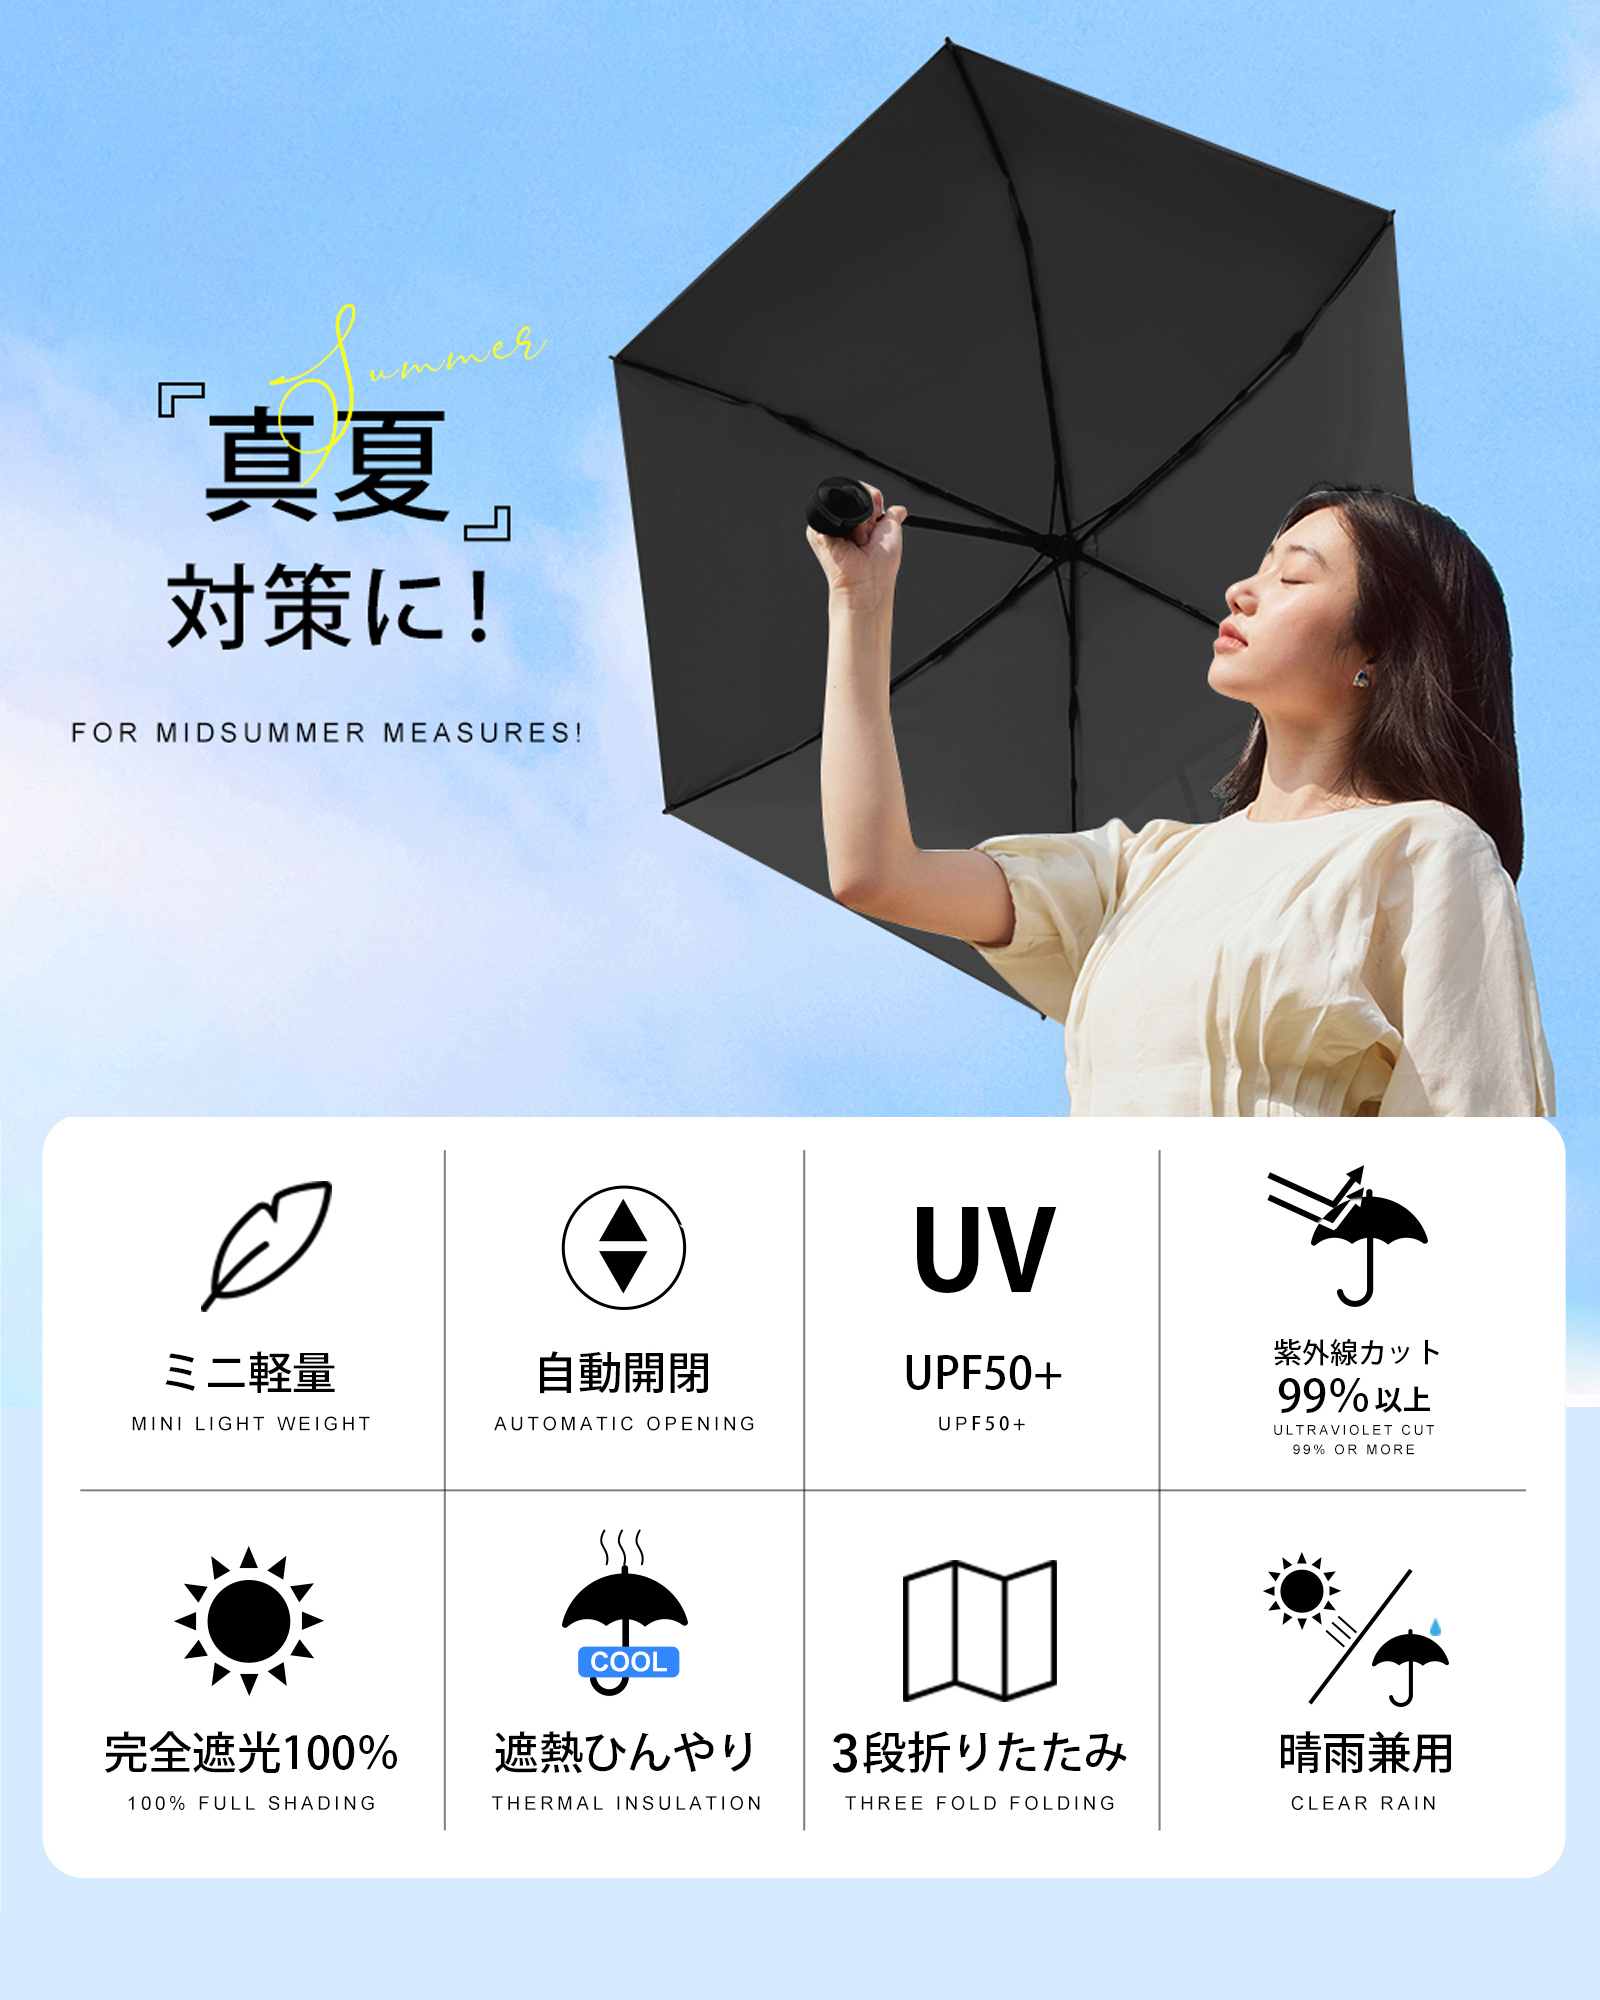 Summer
『真夏』
対策に！
FOR MIDSUMMER MEASURES!
ミニ軽量
MINI LIGHT WEIGHT
自動開閉
AUTOMATIC OPENING
UV
UPF50+
UPF50+
紫外線カット
99%以上
ULTRAVIOLET CUT
99% OR MORE
完全遮光100%
100% FULL SHADING
COOL
遮熱ひんやり
THERMAL INSULATION
3段折りたたみ
THREE FOLD FOLDING
晴雨兼用
CLEAR RAIN